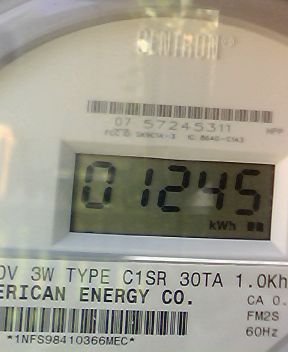 CENTRON®
07 57245311
HPP
01245
kWh
0V 3W TYPE C1SR 30TA 1.0Kh
ERICAN ENERGY CO.
CA 0.
FM2S
60Hz
*1NFS98410366MEC*